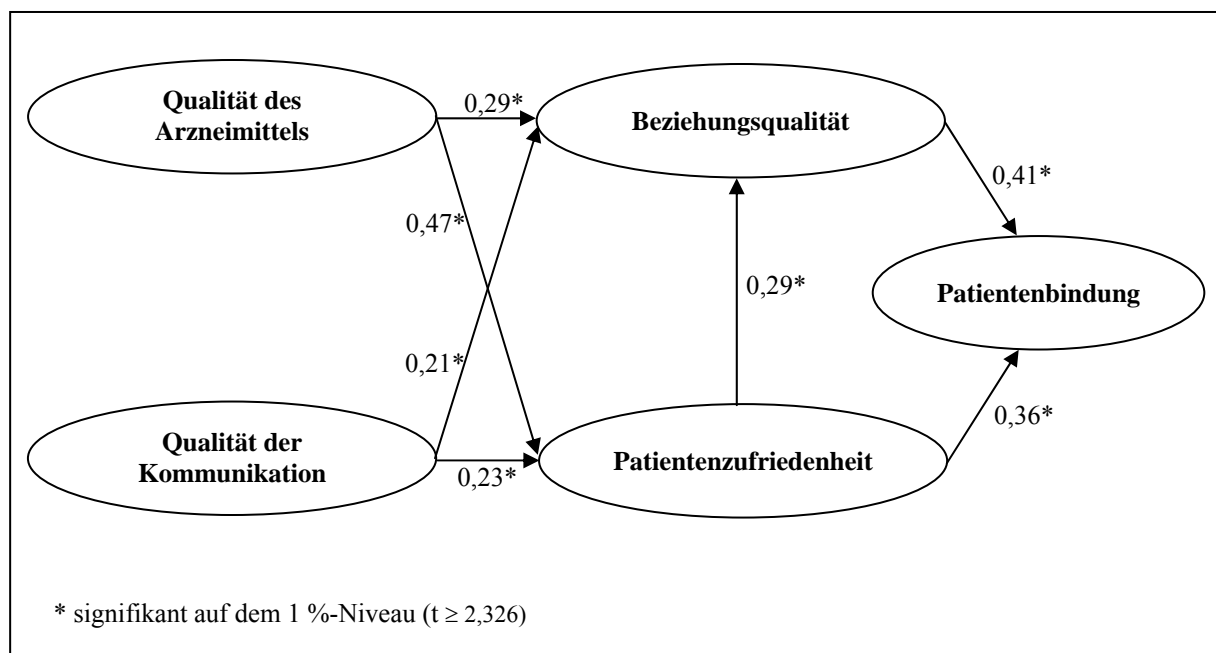 Qualität des
Arzneimittels
0,29*
Beziehungsqualität
0,41*
0,47*
0,29*
Patientenbindung
0,21*
0,36*
Qualität der
Kommunikation
0,23*
Patientenzufriedenheit
* signifikant auf dem 1 %-Niveau (t ≥ 2,326)